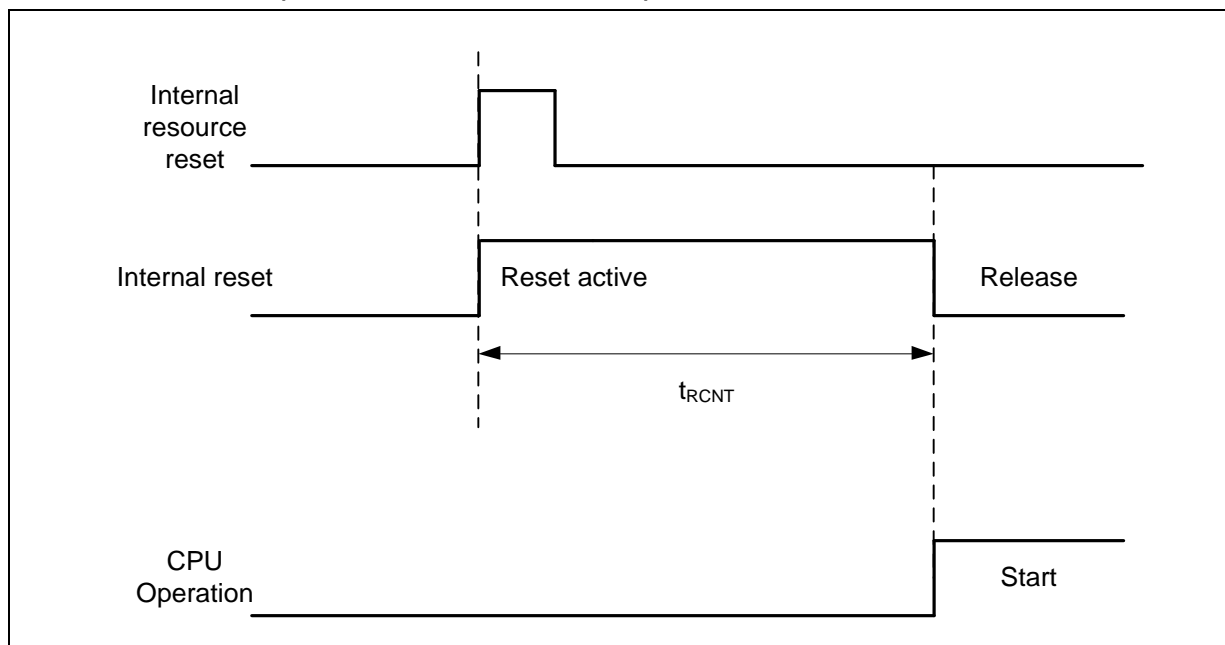 Internal
resource
reset
Internal reset
Reset active
Release
tRCNT
CPU
Operation
Start